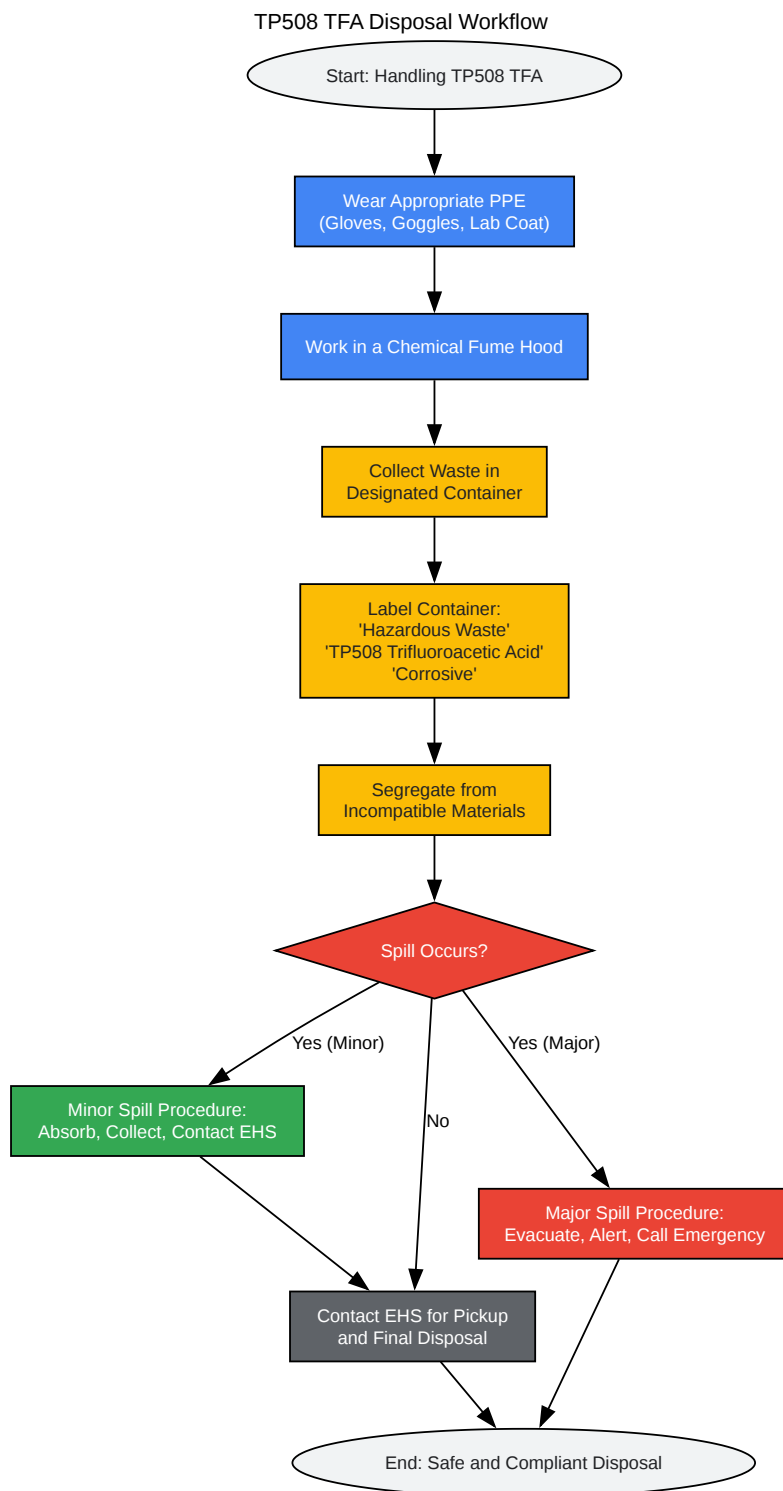 TP508 TFA Disposal Workflow
Start: Handling TP508 TFA
Wear Appropriate PPE
(Gloves, Goggles, Lab Coat)
Work in a Chemical Fume Hood
Collect Waste in
Designated Container
Label Container:
'Hazardous Waste'
'TP508 Trifluoroacetic Acid'
'Corrosive'
Segregate from
Incompatible Materials
Spill Occurs?
Yes (Minor)
Yes (Major)
Minor Spill Procedure:
Absorb, Collect, Contact EHS
No
Major Spill Procedure:
Evacuate, Alert, Call Emergency
Contact EHS for Pickup
and Final Disposal
End: Safe and Compliant Disposal